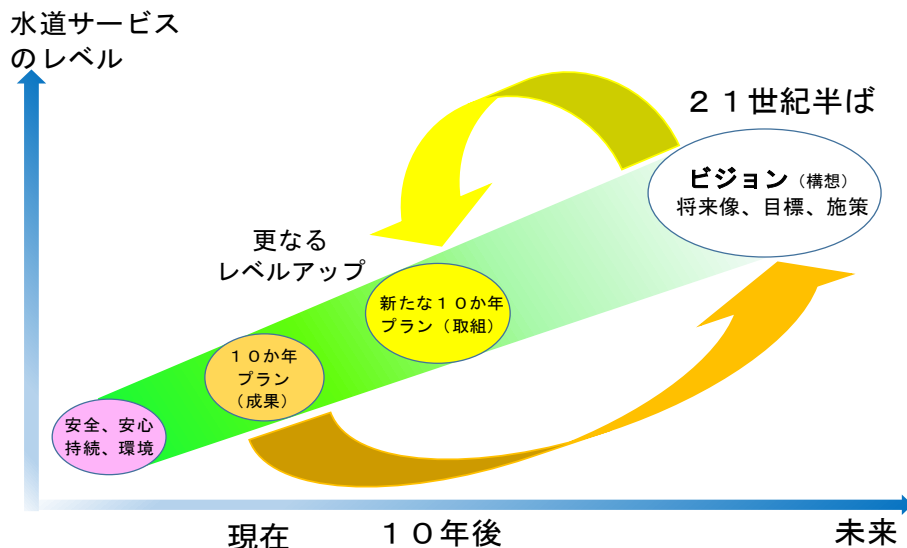 水道サービス
のレベル
２１世紀半ば
ビジョン（構想）
将来像、目標、施策
更なる
レベルアップ
新たな１０か年
プラン（取組）
１０か年
プラン
（成果）
安全、安心
持続、環境
現在
１０年後
未来